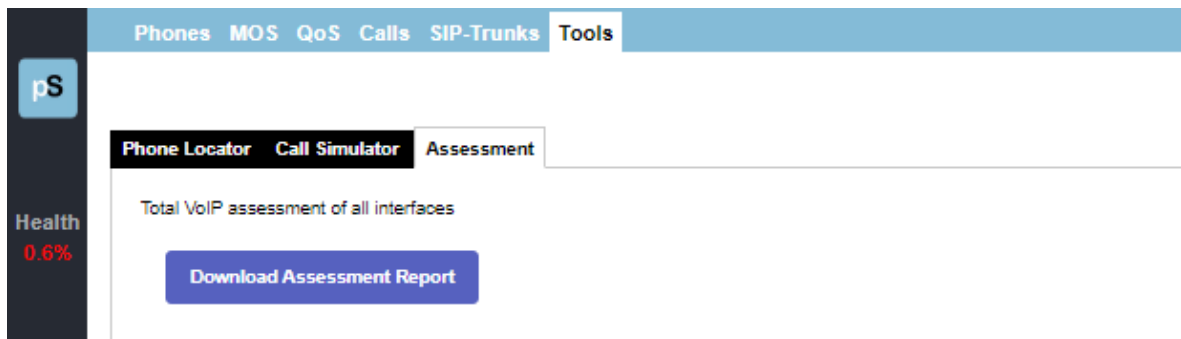 Phones MOS QoS Calls SIP-Trunks Tools
pS
Phone Locator Call Simulator Assessment
Total VoIP assessment of all interfaces
Health
0.6%
Download Assessment Report